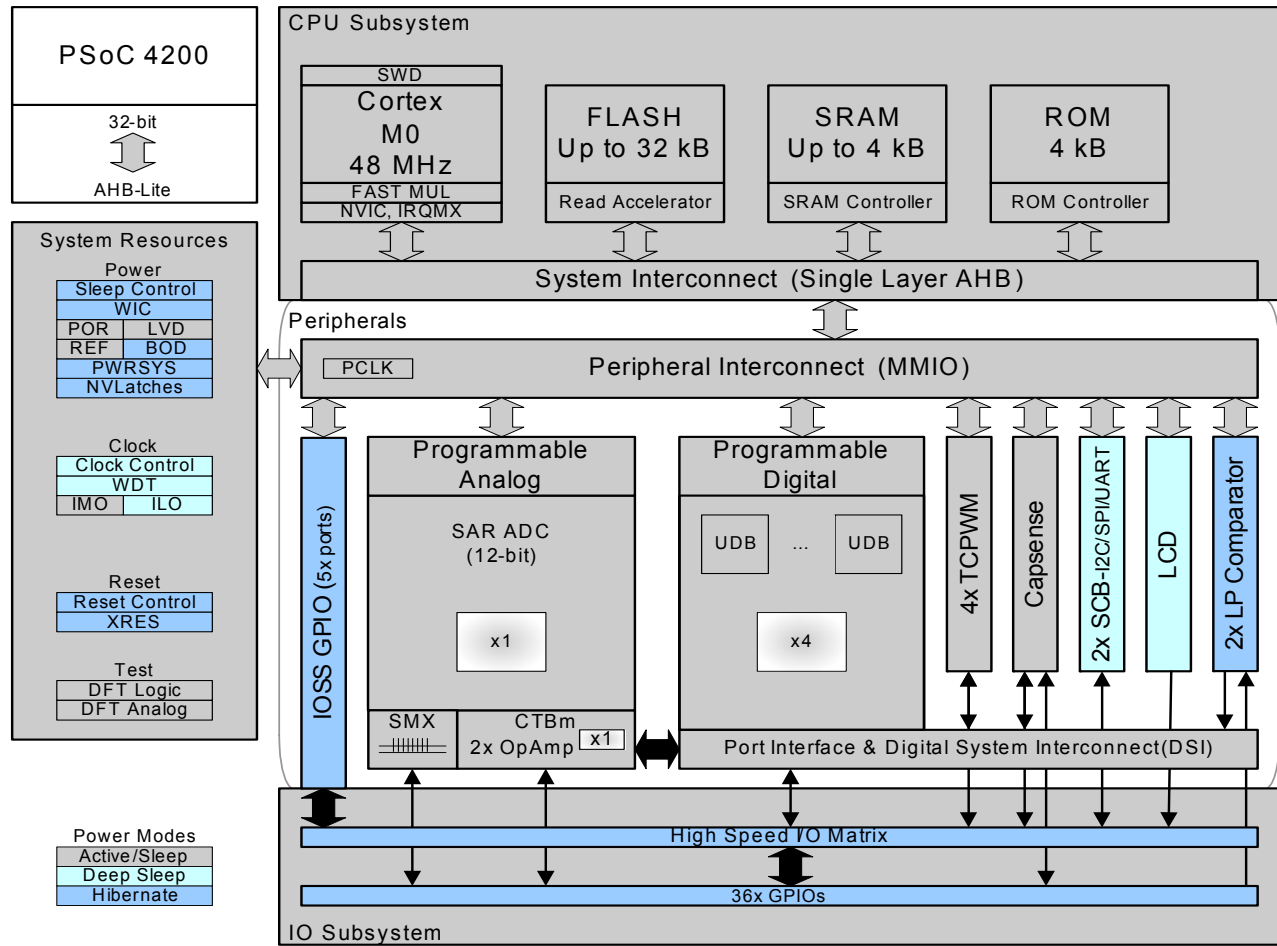 PSoC 4200
32-bit
AHB-Lite
CPU Subsystem
SWD
Cortex
M0
48 MHz
FAST MUL
NVIC, IRQMX
FLASH
Up to 32 kB
Read Accelerator
SRAM
Up to 4 kB
SRAM Controller
ROM
4 kB
ROM Controller
System Interconnect (Single Layer AHB)
System Resources
Power
Sleep Control
WIC
POR LVD
REF BOD
PWRSYS
NVLatches
Clock
Clock Control
WDT
IMO ILO
Reset
Reset Control
XRES
Test
DFT Logic
DFT Analog
Peripherals
PCLK
Peripheral Interconnect (MMIO)
IOSS GPIO (5x ports)
Programmable
Analog
SAR ADC
(12-bit)
x1
SMX
CTBm
2x OpAmp
x1
Programmable
Digital
UDB ... UDB
x4
4x TCPWM
Capsense
2x SCB-I2C/SPI/UART
LCD
2x LP Comparator
Port Interface & Digital System Interconnect(DSI)
High Speed I/O Matrix
36x GPIOs
IO Subsystem
Power Modes
Active/Sleep
Deep Sleep
Hibernate